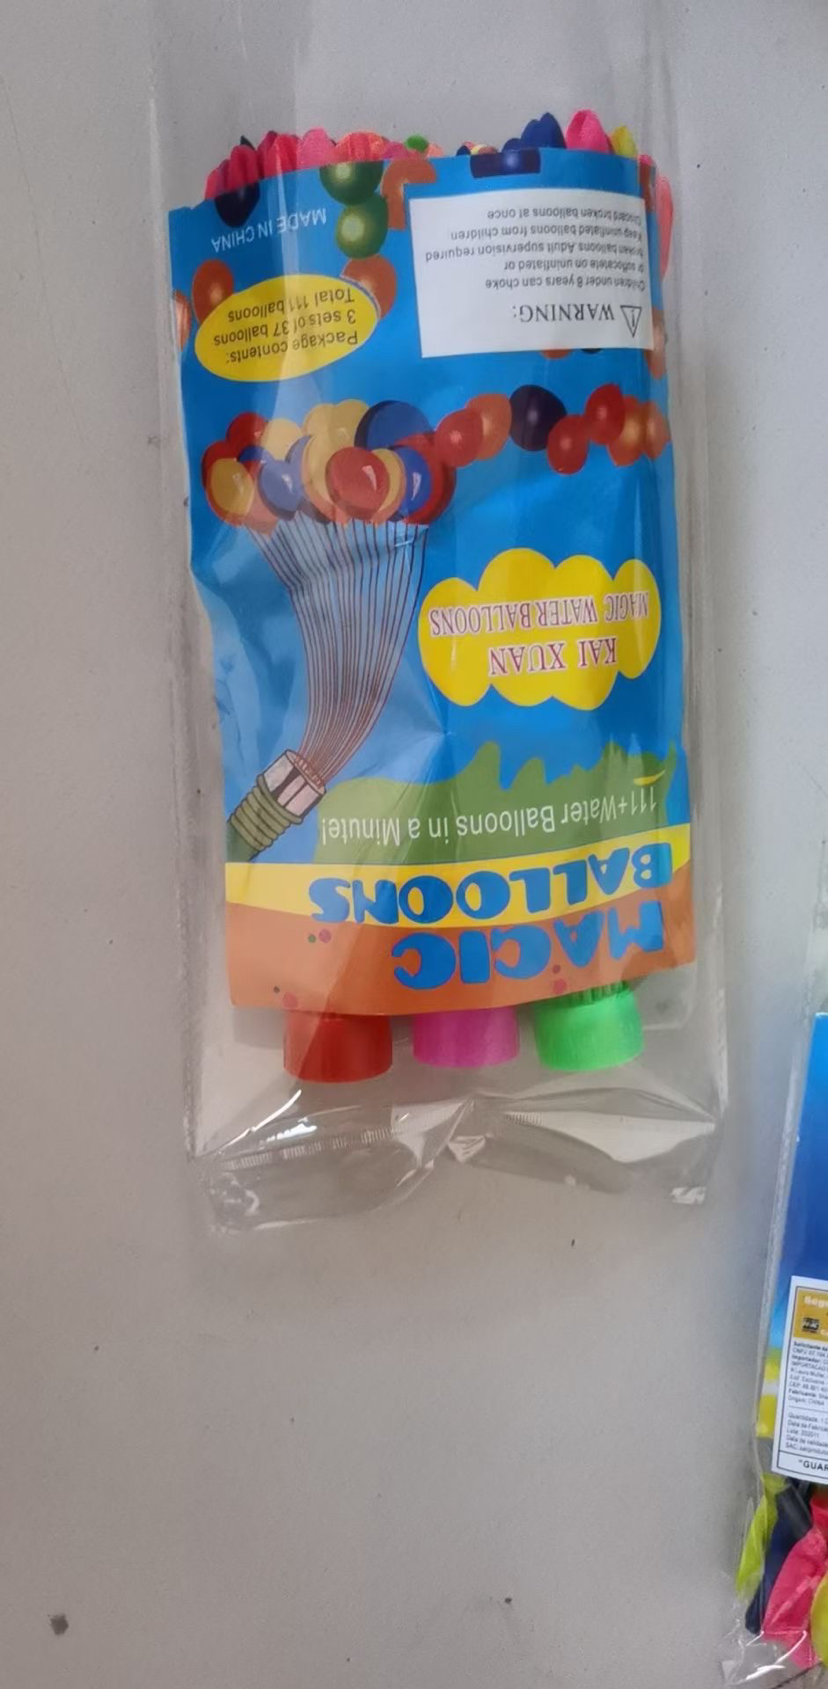 MAGIC
BALLOONS
111+Water Balloons in a Minute!
KAI XUAN
MAGIC WATER BALLOONS
WARNING:
Children under 8 years can choke
or suffocate on uninflated or
broken balloons Adult supervision required
Keep uninflated balloons from children
Discard broken balloons at once
Package contents:
3 sets of 37 balloons
Total 111 balloons
MADE IN CHINA
"GUAR